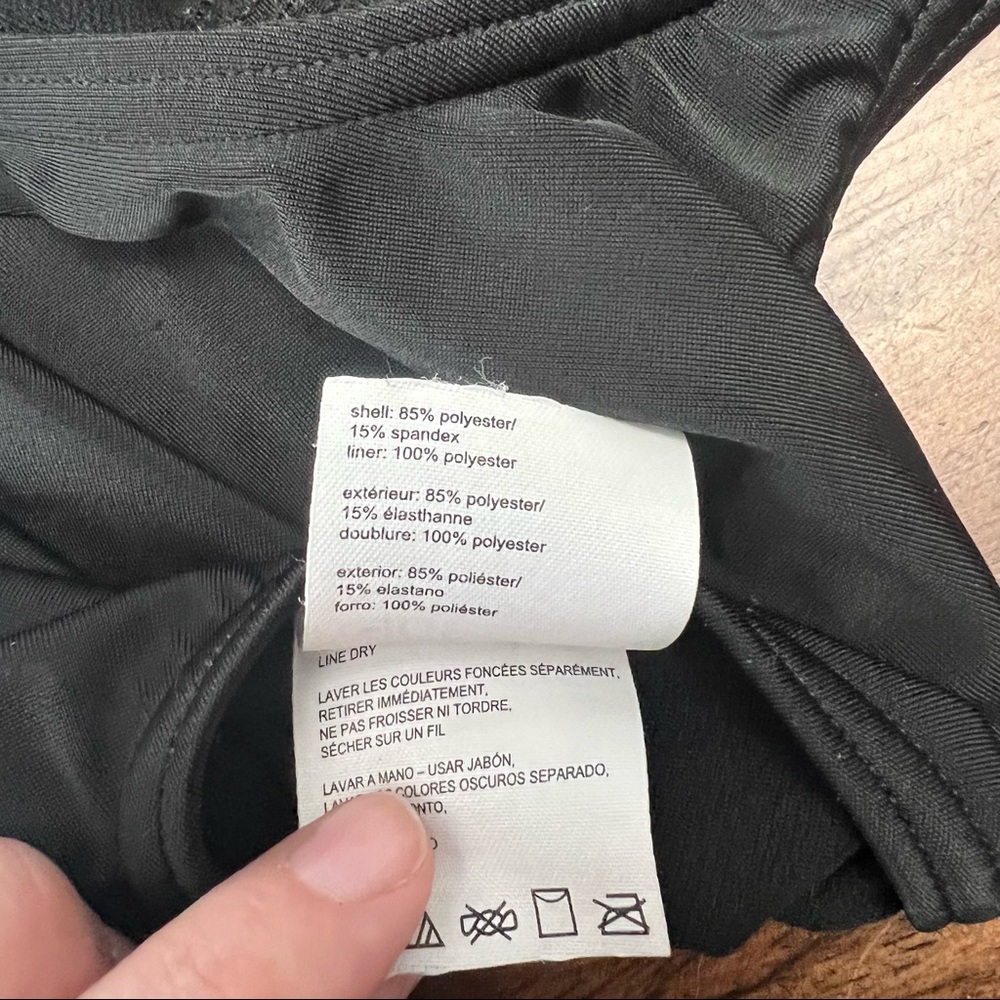 shell: 85% polyester/
15% spandex
liner: 100% polyester
extérieur: 85% polyester/
15% élasthanne
doublure: 100% polyester
exterior: 85% poliéster/
15% elastano
forro: 100% poliéster
LINE DRY
LAVER LES COULEURS FONCÉES SÉPARÉMENT,
RETIRER IMMÉDIATEMENT,
NE PAS FROISSER NI TORDRE,
SÉCHER SUR UN FIL
LAVAR A MANO – USAR JABÓN,
COLORES OSCUROS SEPARADO,